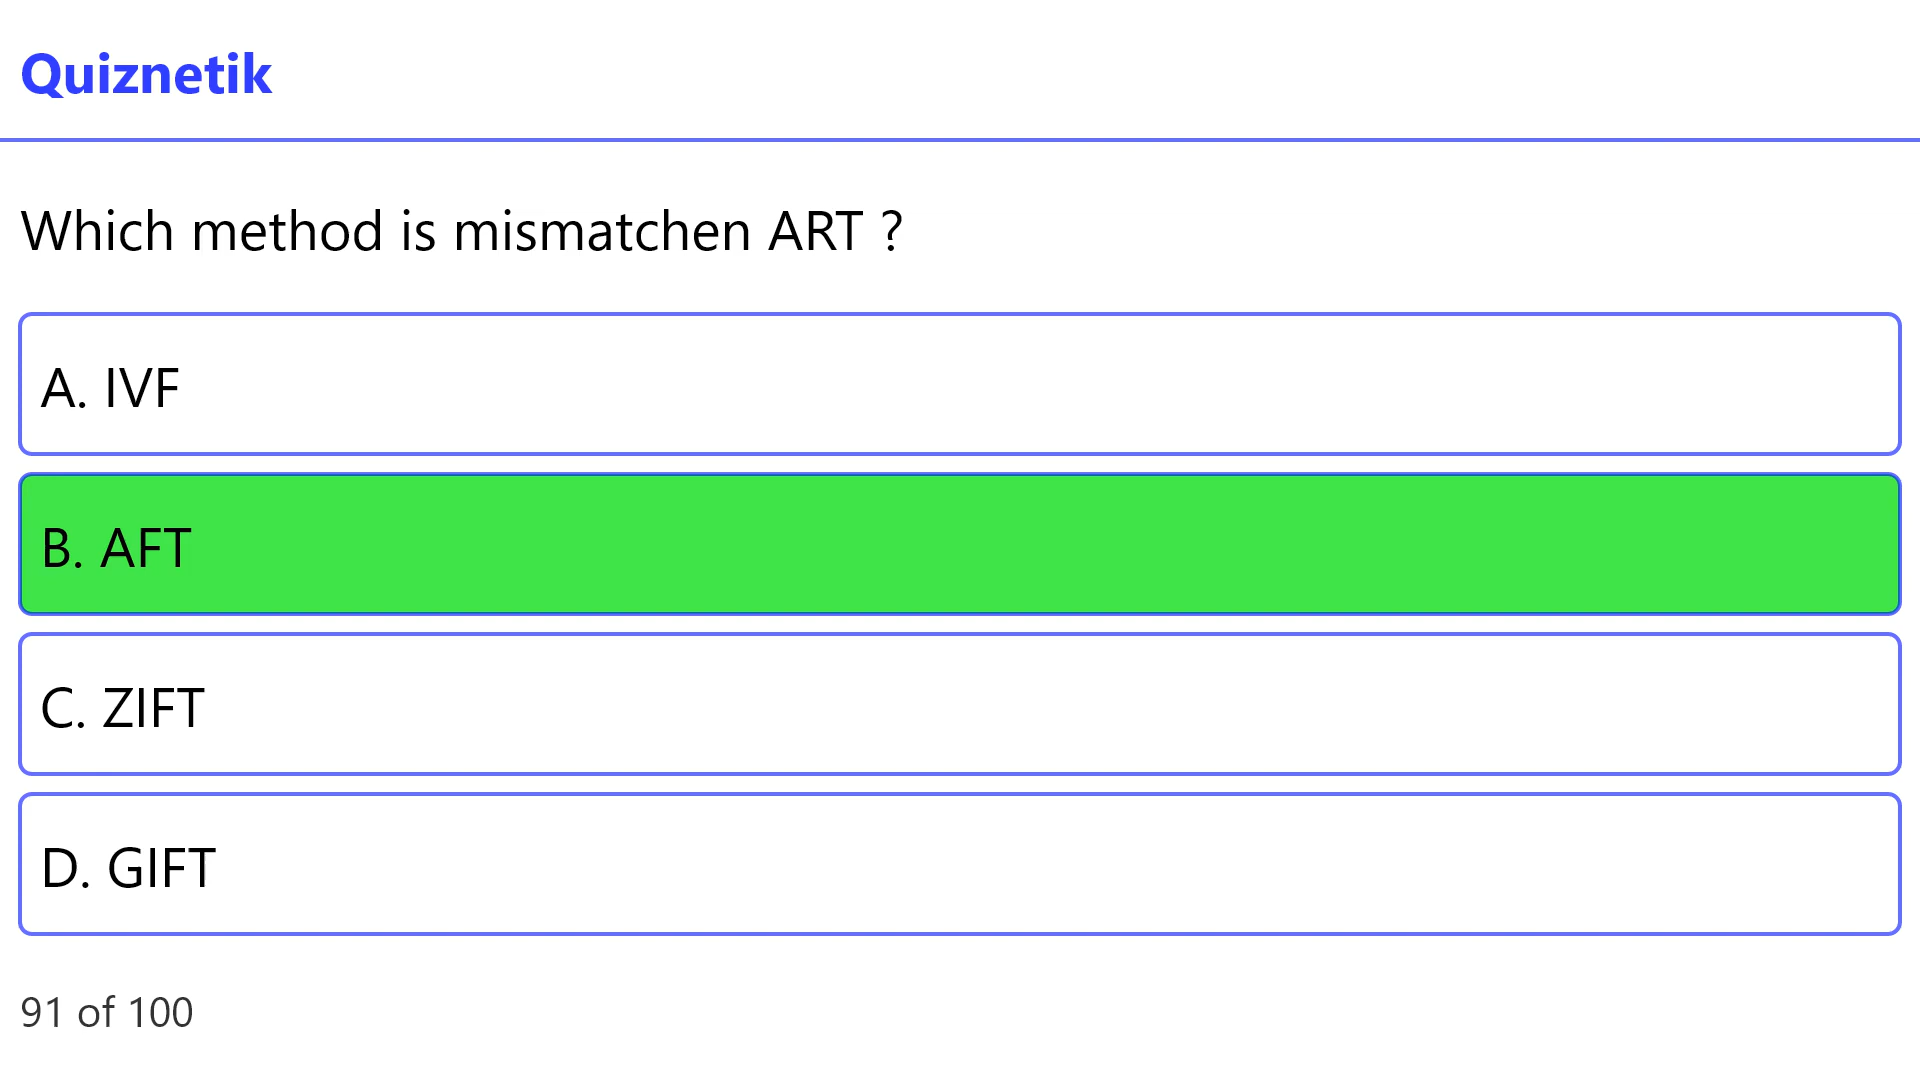 Quiznetik
Which method is mismatchen ART ?
A. IVF
B. AFT
C. ZIFT
D. GIFT
91 of 100